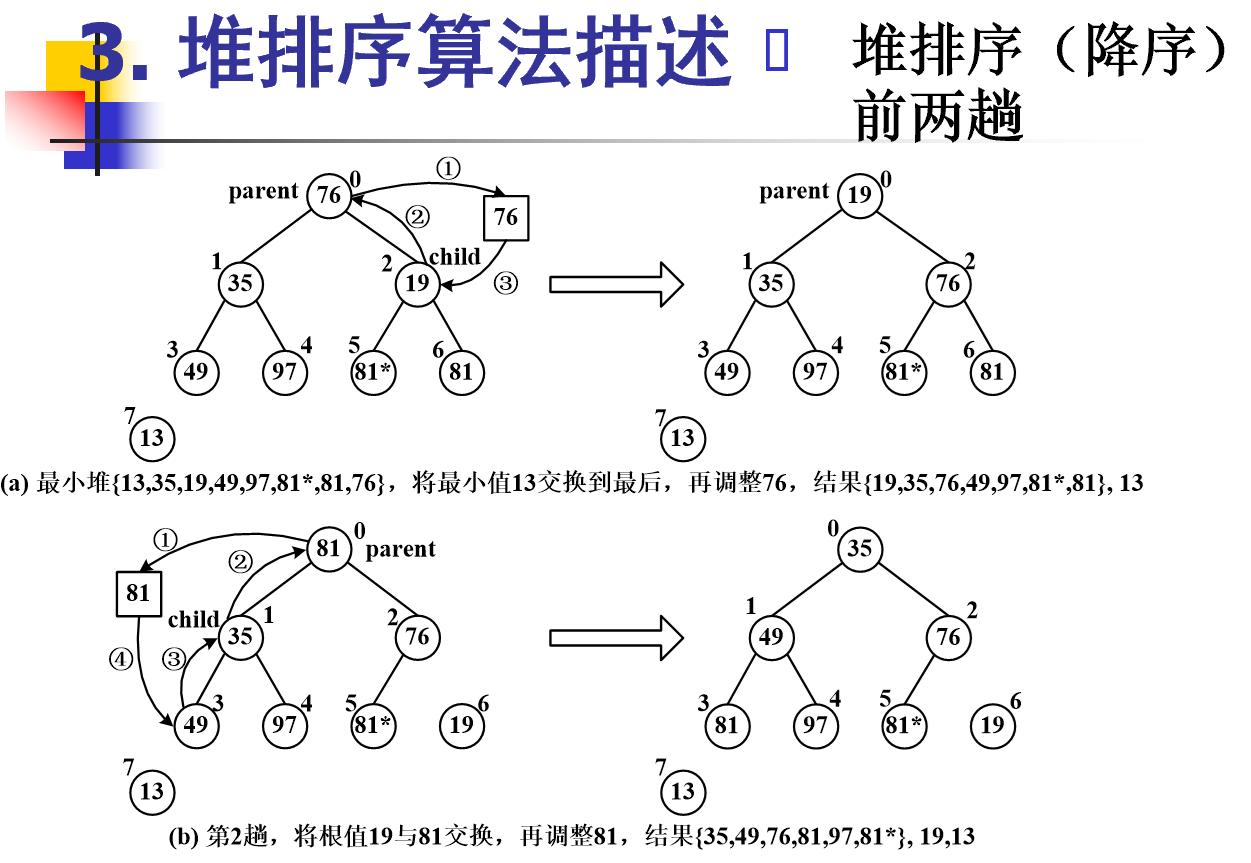 3. 堆排序算法描述
堆排序（降序）
前两趟
① 
parent 76 0
② 76
1 2 child
35 19 ③
3 4 5 6
49 97 81* 81
7
13
parent 19 0
1 2
35 76
3 4 5 6
49 97 81* 81
7
13
(a) 最小堆{13,35,19,49,97,81*,81,76}，将最小值13交换到最后，再调整76，结果{19,35,76,49,97,81*,81}, 13
① 0
② 81 parent
81
child 1 2
35 76
④ ③
3 4 5 6
49 97 81* 19
7
13
0
35
1 2
49 76
3 4 5 6
81 97 81* 19
7
13
(b) 第2趟，将根值19与81交换，再调整81，结果{35,49,76,81,97,81*}, 19,13